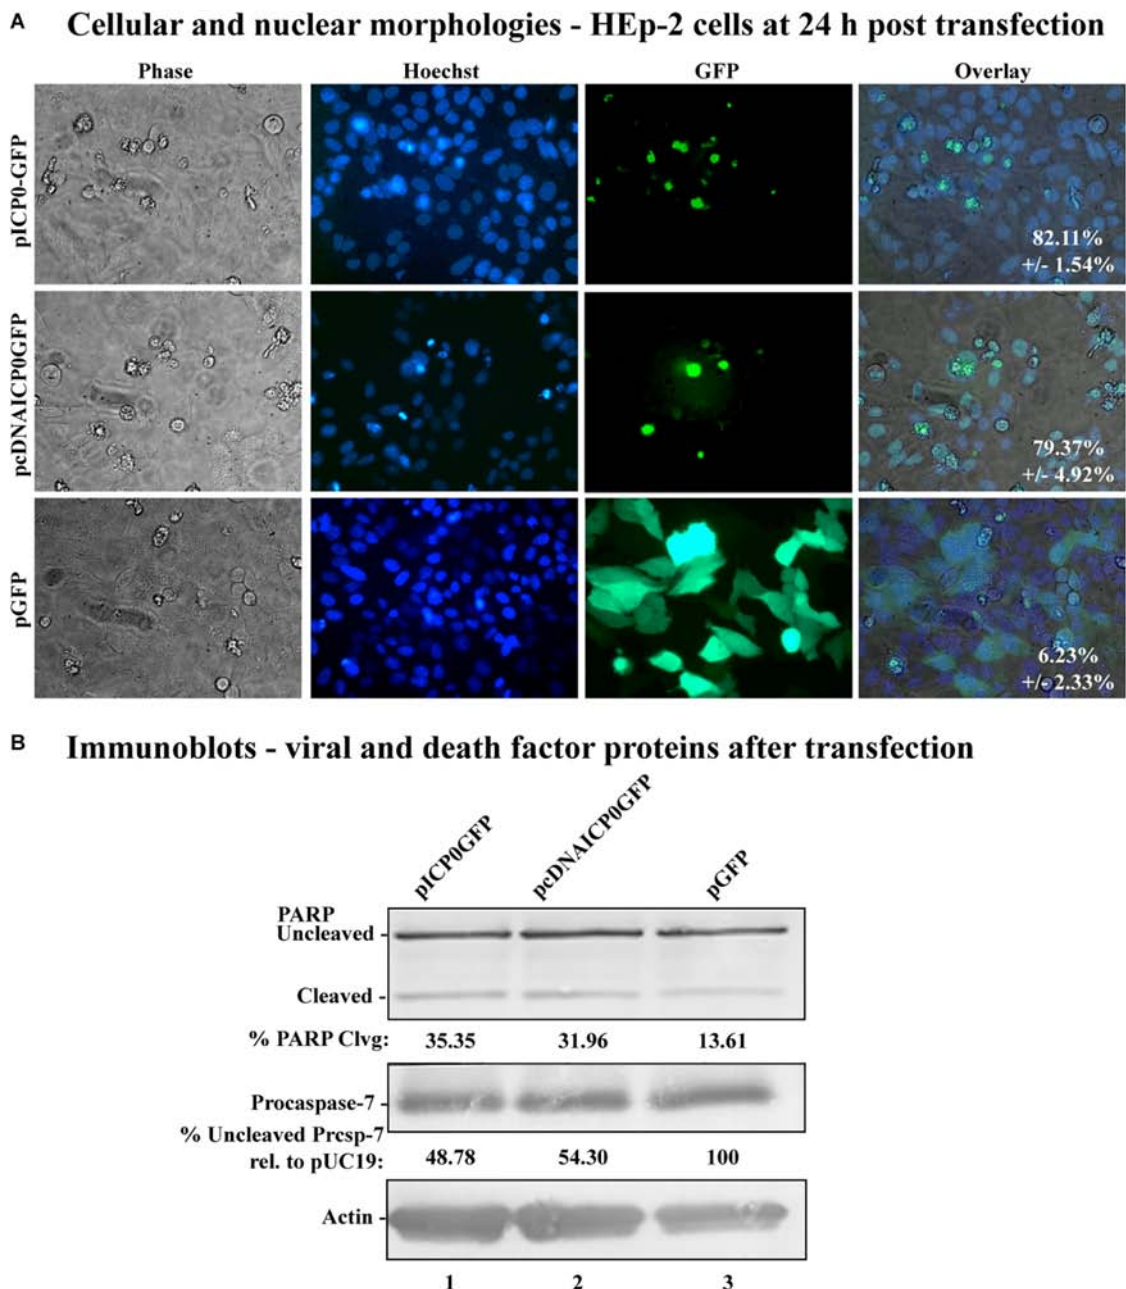 A Cellular and nuclear morphologies - HEp-2 cells at 24 h post transfection
Phase Hoechst GFP Overlay
pICP0-GFP
82.11%
+/- 1.54%
pcDNAICP0GFP
79.37%
+/- 4.92%
pGFP
6.23%
+/- 2.33%
B Immunoblots - viral and death factor proteins after transfection
pICP0GFP pcDNAICP0GFP pGFP
PARP
Uncleaved -
Cleaved -
% PARP Clvg: 35.35 31.96 13.61
Procaspase-7 -
% Uncleaved Prcsp-7
rel. to pUC19: 48.78 54.30 100
Actin -
1 2 3